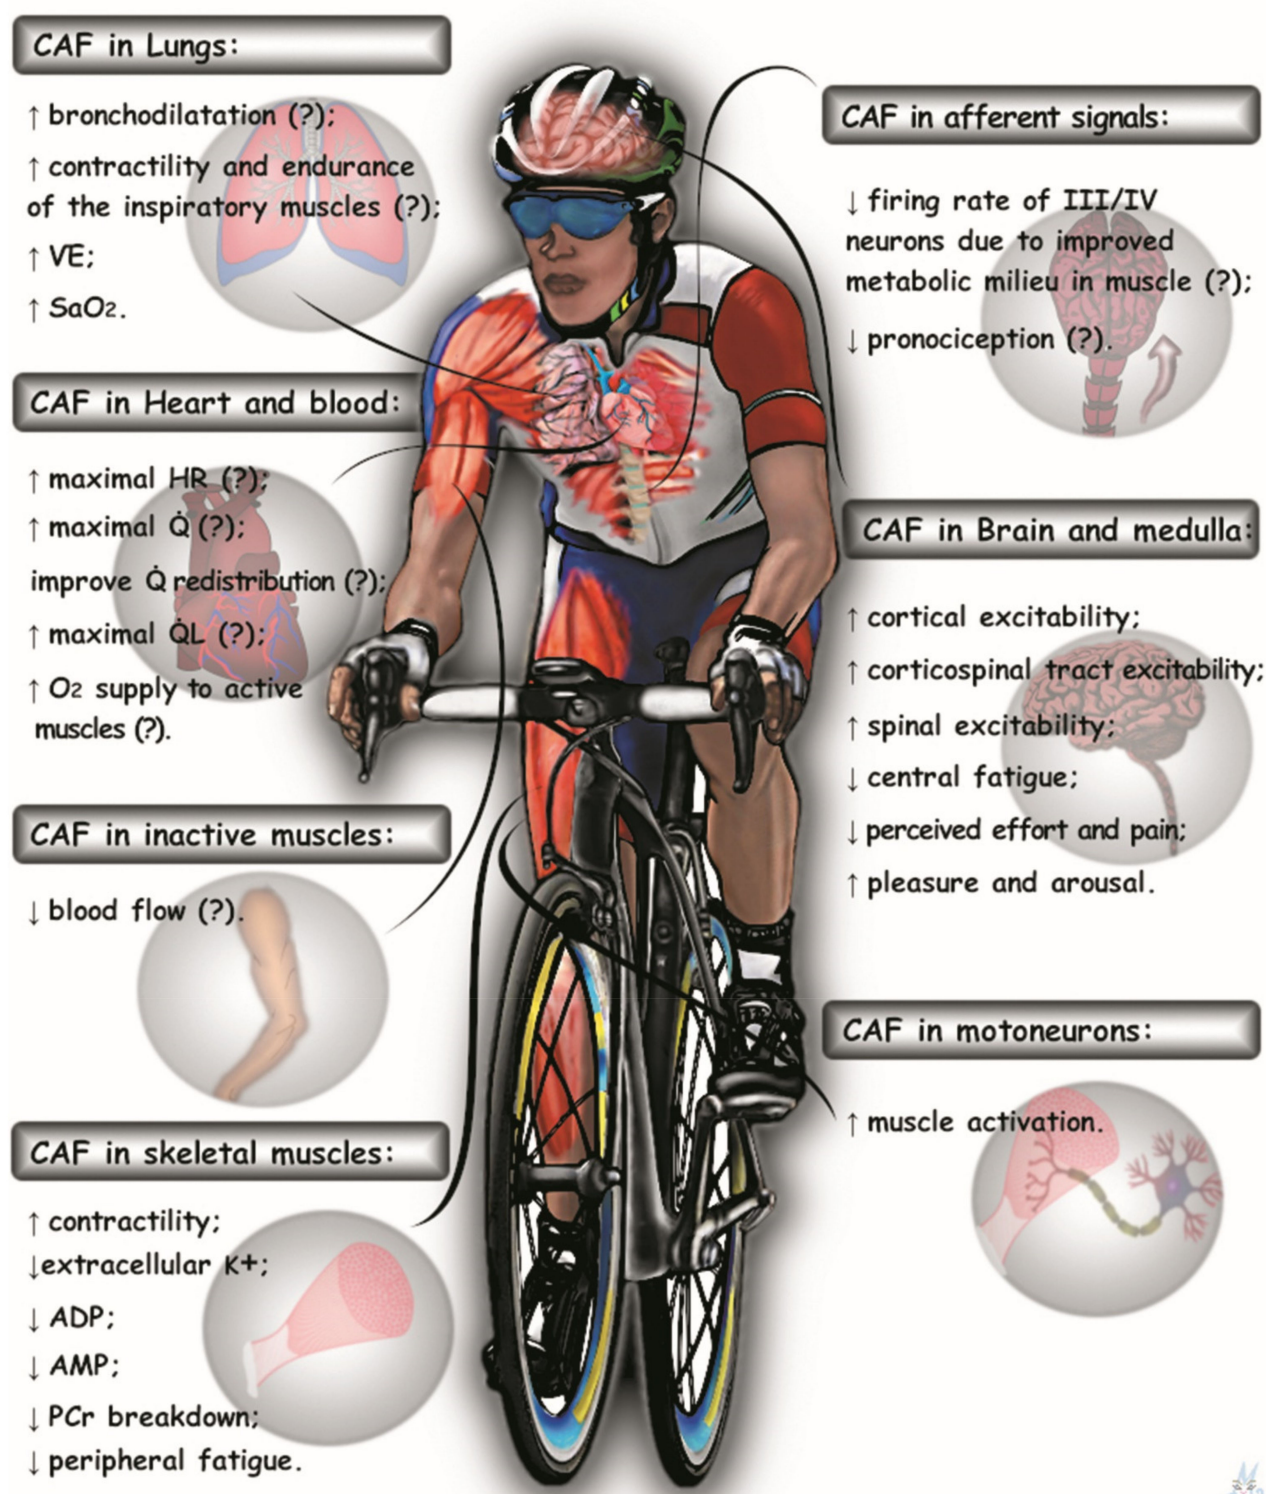 CAF in Lungs:
↑ bronchodilatation (?);
↑ contractility and endurance
of the inspiratory muscles (?);
↑ VE;
↑ SaO2.
CAF in Heart and blood:
↑ maximal HR (?);
↑ maximal Q̇ (?);
improve Q̇ redistribution (?);
↑ maximal Q̇L (?);
↑ O2 supply to active
muscles (?).
CAF in inactive muscles:
↓ blood flow (?).
CAF in skeletal muscles:
↑ contractility;
↓extracellular K+;
↓ ADP;
↓ AMP;
↓ PCr breakdown;
↓ peripheral fatigue.
CAF in afferent signals:
↓ firing rate of III/IV
neurons due to improved
metabolic milieu in muscle (?);
↓ pronociception (?).
CAF in Brain and medulla:
↑ cortical excitability;
↑ corticospinal tract excitability;
↑ spinal excitability;
↓ central fatigue;
↓ perceived effort and pain;
↑ pleasure and arousal.
CAF in motoneurons:
↑ muscle activation.